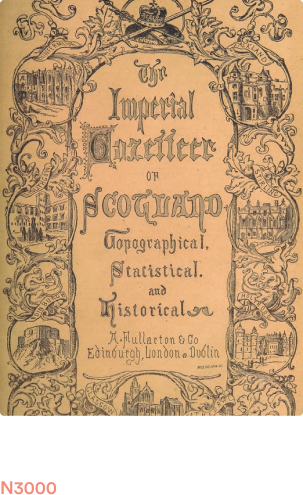 The
Imperial
Gazetteer
OF
SCOTLAND
Topographical,
Statistical.
and
Historical
A. Fullarton & Co
Edinburgh, London & Dublin
N3000